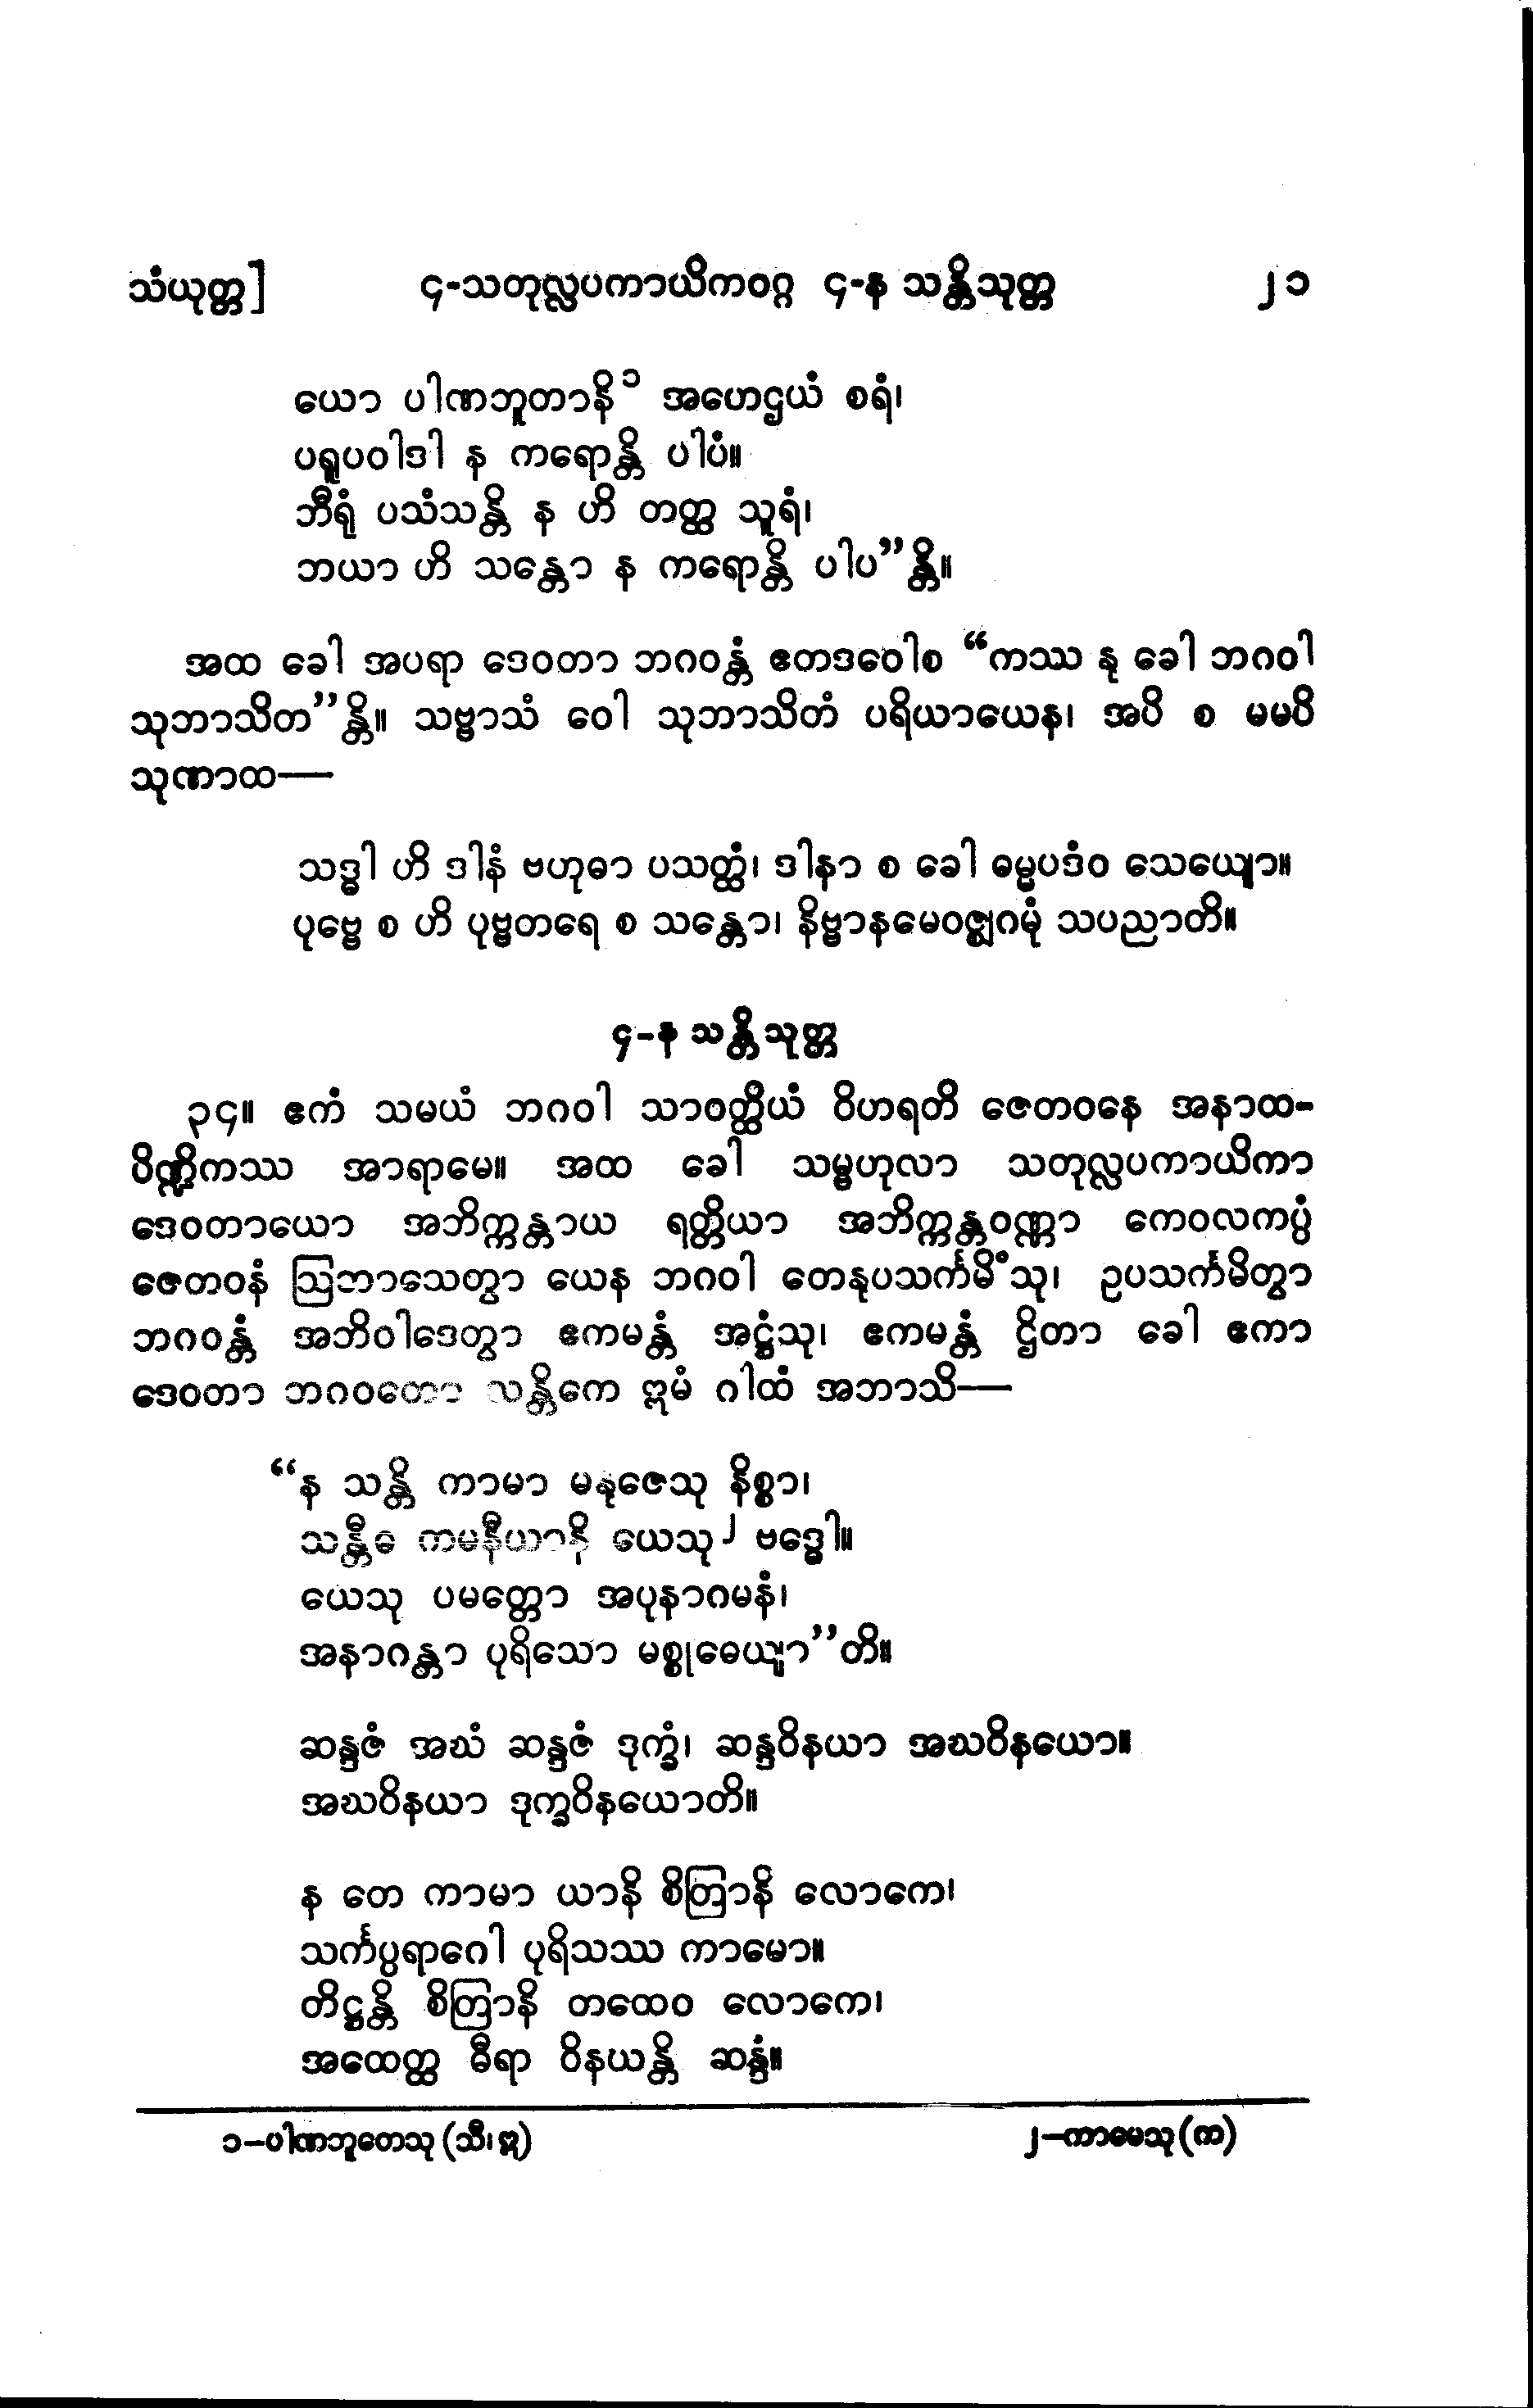 သံယုတ္တ]	၄-သတုလ္လပကာယိကဝဂ္ဂ ၄-န သန္တိသုတ္တ	၂၁
ယော ပါဏဘူတာနိ၁ အဟေဌယံ စရံ၊
ပရူပဝါဒါ န ကရောန္တိ ပါပံ။
ဘီရုံ ပသံသန္တိ န ဟိ တတ္ထ သူရံ၊
ဘယာ ဟိ သန္တော န ကရောန္တိ ပါပ”န္တိ။
အထ ခေါ အပရာ ဒေဝတာ ဘဂဝန္တံ ဧတဒဝေါစ “ကဿ နု ခေါ ဘဂဝါ
သုဘာသိတ”န္တိ။ သဗ္ဗာသံ ဝေါ သုဘာသိတံ ပရိယာယေန၊ အပိ စ မမပိ
သုဏာထ—
သဒ္ဓါ ဟိ ဒါနံ ဗဟုဓာ ပသတ္ထံ၊ ဒါနာ စ ခေါ ဓမ္မပဒံဝ သေယျော။
ပုဗ္ဗေ စ ဟိ ပုဗ္ဗတရေ စ သန္တော၊ နိဗ္ဗာနမေဝဇ္ဈဂမုံ သပညာတိ။
၄-န သန္တိသုတ္တ
၃၄။ ဧကံ သမယံ ဘဂဝါ သာဝတ္ထိယံ ဝိဟရတိ ဇေတဝနေ အနာထ-
ပိဏ္ဍိကဿ အာရာမေ။ အထ ခေါ သမ္ဗဟုလာ သတုလ္လပကာယိကာ
ဒေဝတာယော အဘိက္ကန္တာယ ရတ္တိယာ အဘိက္ကန္တဝဏ္ဏာ ကေဝလကပ္ပံ
ဇေတဝနံ ဩဘာသေတွာ ယေန ဘဂဝါ တေနုပသင်္ကမိံသု၊ ဥပသင်္ကမိတွာ
ဘဂဝန္တံ အဘိဝါဒေတွာ ဧကမန္တံ အဋ္ဌံသု၊ ဧကမန္တံ ဌိတာ ခေါ ဧကာ
ဒေဝတာ ဘဂဝတော သန္တိကေ ဣမံ ဂါထံ အဘာသိ—
“န သန္တိ ကာမာ မနုဇေသု နိစ္စာ၊
သန္တီဓ ကမနီယာနိ ယေသု၂ ဗဒ္ဓေါ။
ယေသု ပမတ္တော အပုနာဂမနံ၊
အနာဂန္တာ ပုရိသော မစ္စုဓေယျာ”တိ။
ဆန္ဒဇံ အဃံ ဆန္ဒဇံ ဒုက္ခံ၊ ဆန္ဒဝိနယာ အဃဝိနယော။
အဃဝိနယာ ဒုက္ခဝိနယောတိ။
န တေ ကာမာ ယာနိ စိတြာနိ လောကေ၊
သင်္ကပ္ပရာဂေါ ပုရိသဿ ကာမော။
တိဋ္ဌန္တိ စိတြာနိ တထေဝ လောကေ၊
အထေတ္ထ ဓီရာ ဝိနယန္တိ ဆန္ဒံ။
၁—ပါဏဘူတေသု (သီ၊ ဣ)	၂—ကာမေသု (က)